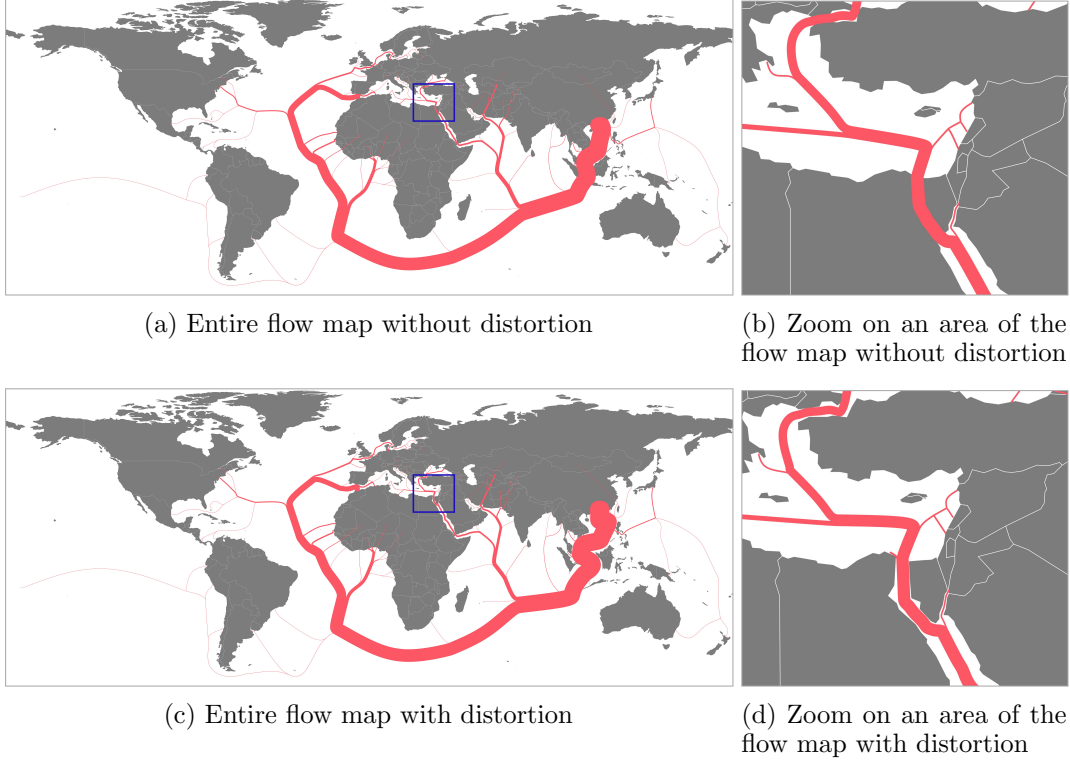 (a) Entire flow map without distortion
(b) Zoom on an area of the
flow map without distortion
(c) Entire flow map with distortion
(d) Zoom on an area of the
flow map with distortion